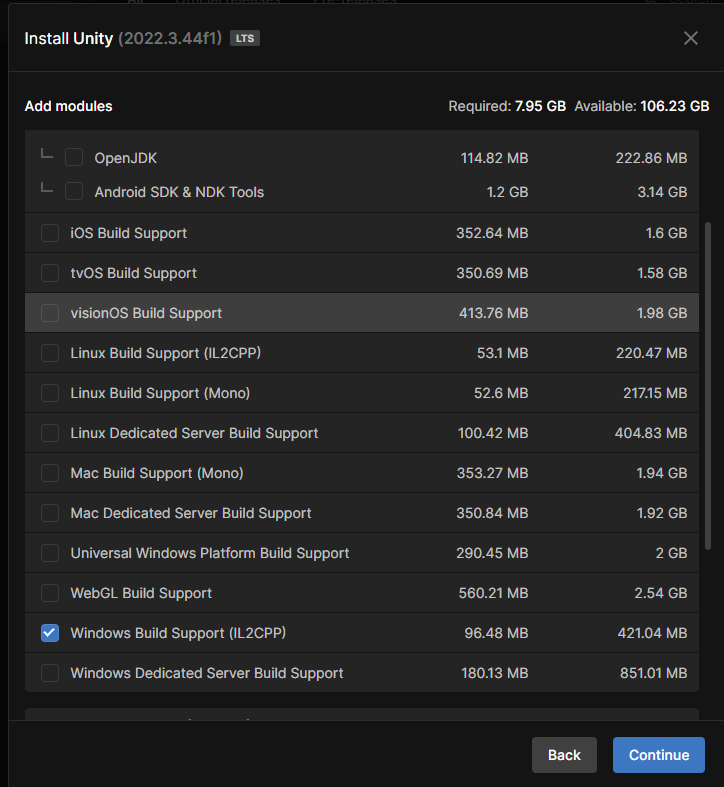 Install Unity (2022.3.44f1) LTS
Add modules Required: 7.95 GB Available: 106.23 GB
OpenJDK 114.82 MB 222.86 MB
Android SDK & NDK Tools 1.2 GB 3.14 GB
iOS Build Support 352.64 MB 1.6 GB
tvOS Build Support 350.69 MB 1.58 GB
visionOS Build Support 413.76 MB 1.98 GB
Linux Build Support (IL2CPP) 53.1 MB 220.47 MB
Linux Build Support (Mono) 52.6 MB 217.15 MB
Linux Dedicated Server Build Support 100.42 MB 404.83 MB
Mac Build Support (Mono) 353.27 MB 1.94 GB
Mac Dedicated Server Build Support 350.84 MB 1.92 GB
Universal Windows Platform Build Support 290.45 MB 2 GB
WebGL Build Support 560.21 MB 2.54 GB
Windows Build Support (IL2CPP) 96.48 MB 421.04 MB
Windows Dedicated Server Build Support 180.13 MB 851.01 MB
Back Continue